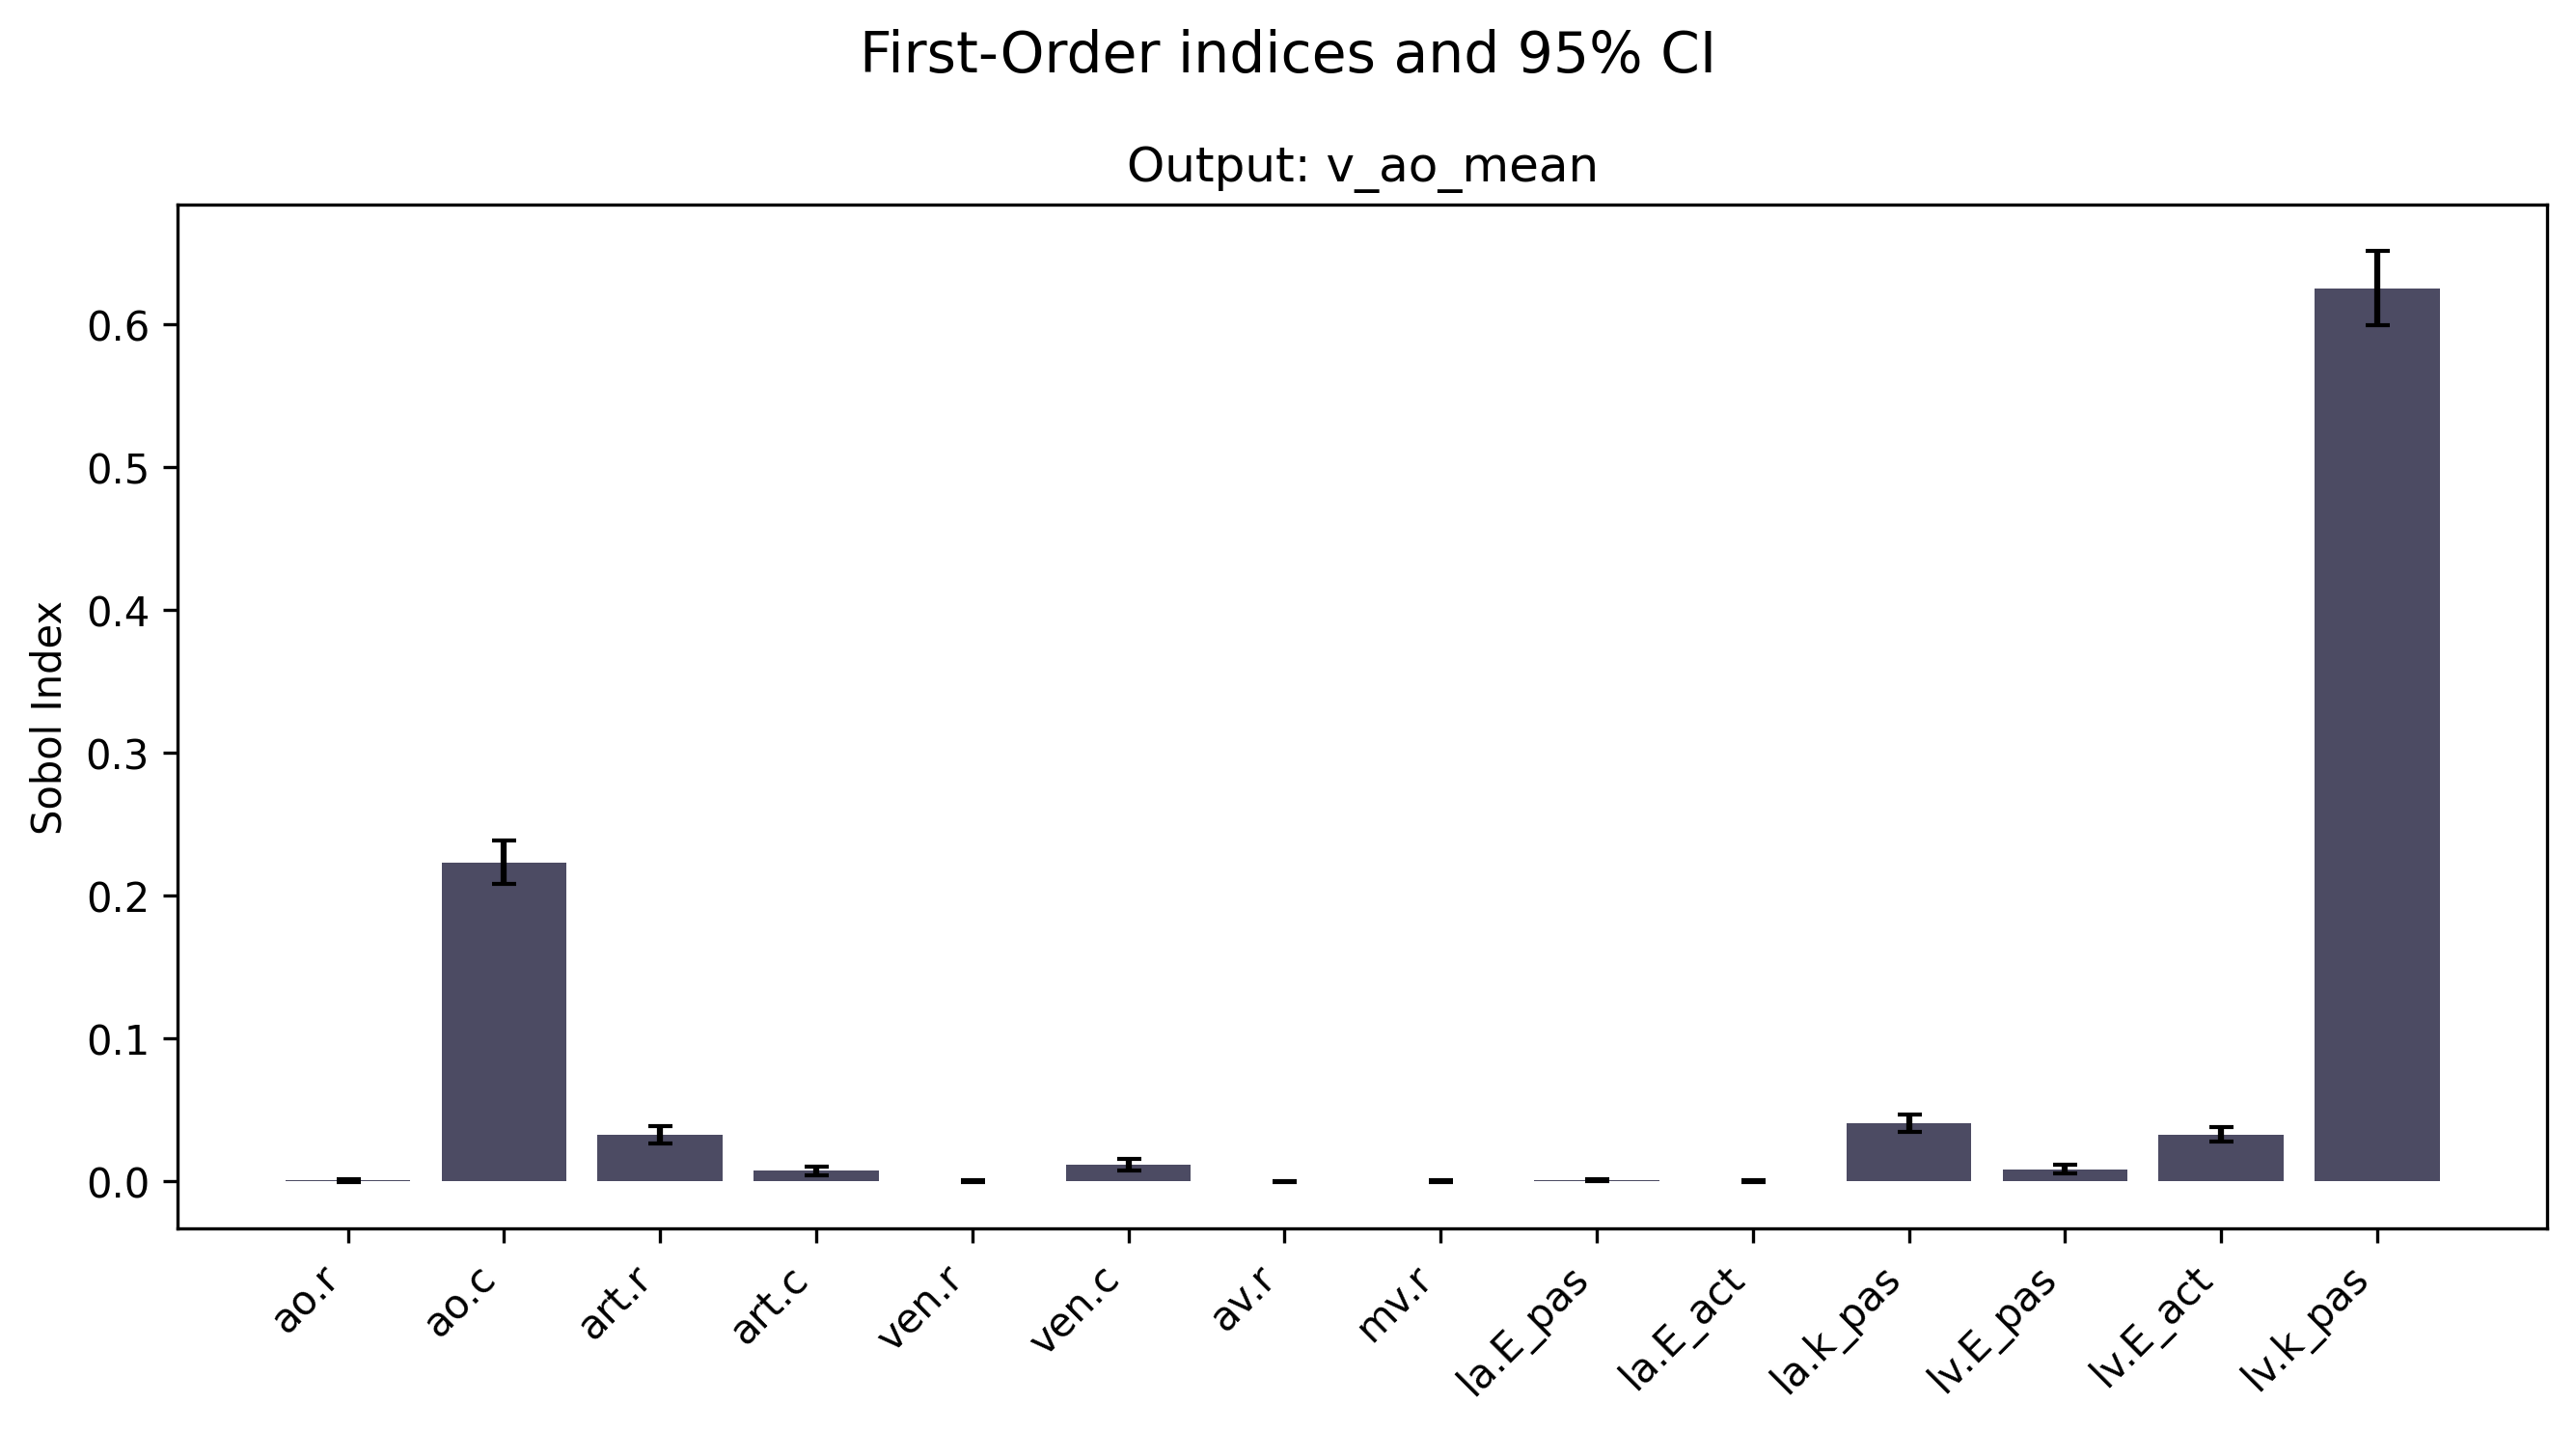 First-Order indices and 95% CI
Output: v_ao_mean
Sobol Index
0.6
0.5
0.4
0.3
0.2
0.1
0.0
ao.r
ao.c
art.r
art.c
ven.r
ven.c
av.r
mv.r
la.E_pas
la.E_act
la.k_pas
lv.E_pas
lv.E_act
lv.k_pas